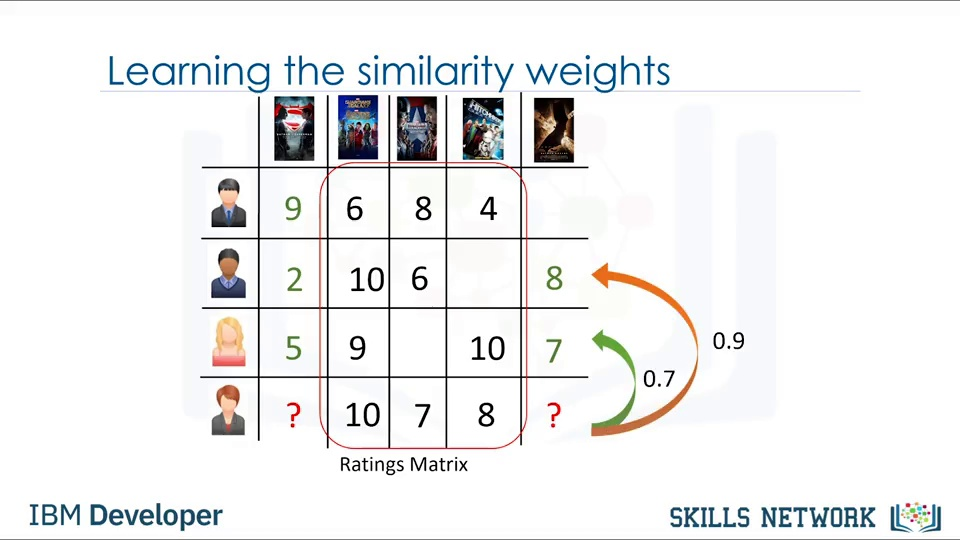 Learning the similarity weights
9 6 8 4
2 10 6 8
5 9 10 7
? 10 7 8 ?
0.9
0.7
Ratings Matrix
IBM Developer
SKILLS NETWORK